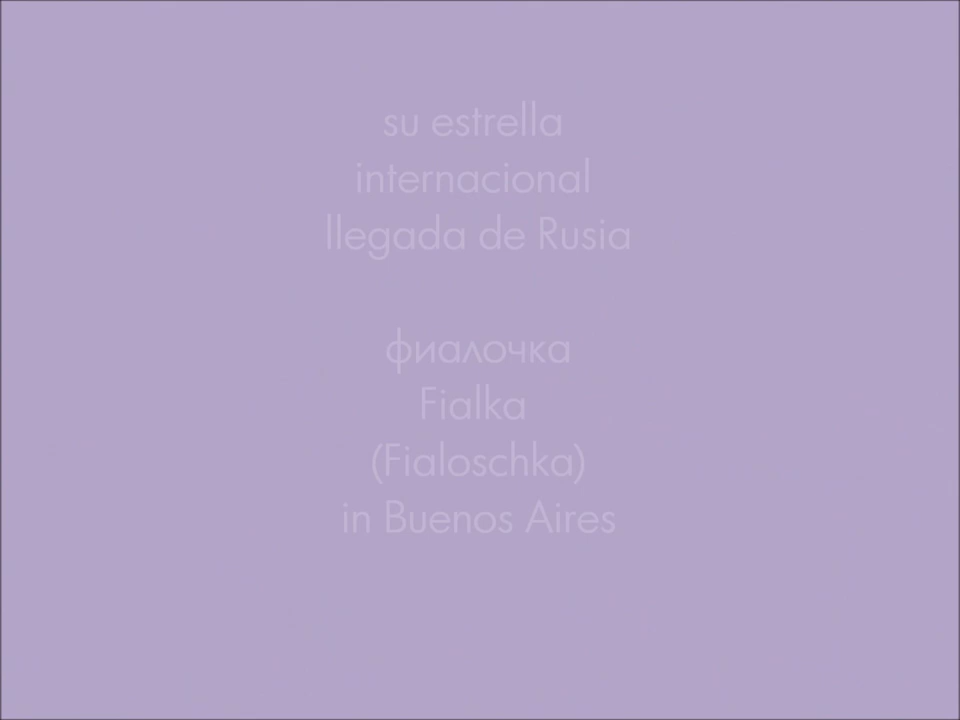 su estrella
internacional
llegada de Rusia
фиалочка
Fialka
(Fialoschka)
in Buenos Aires